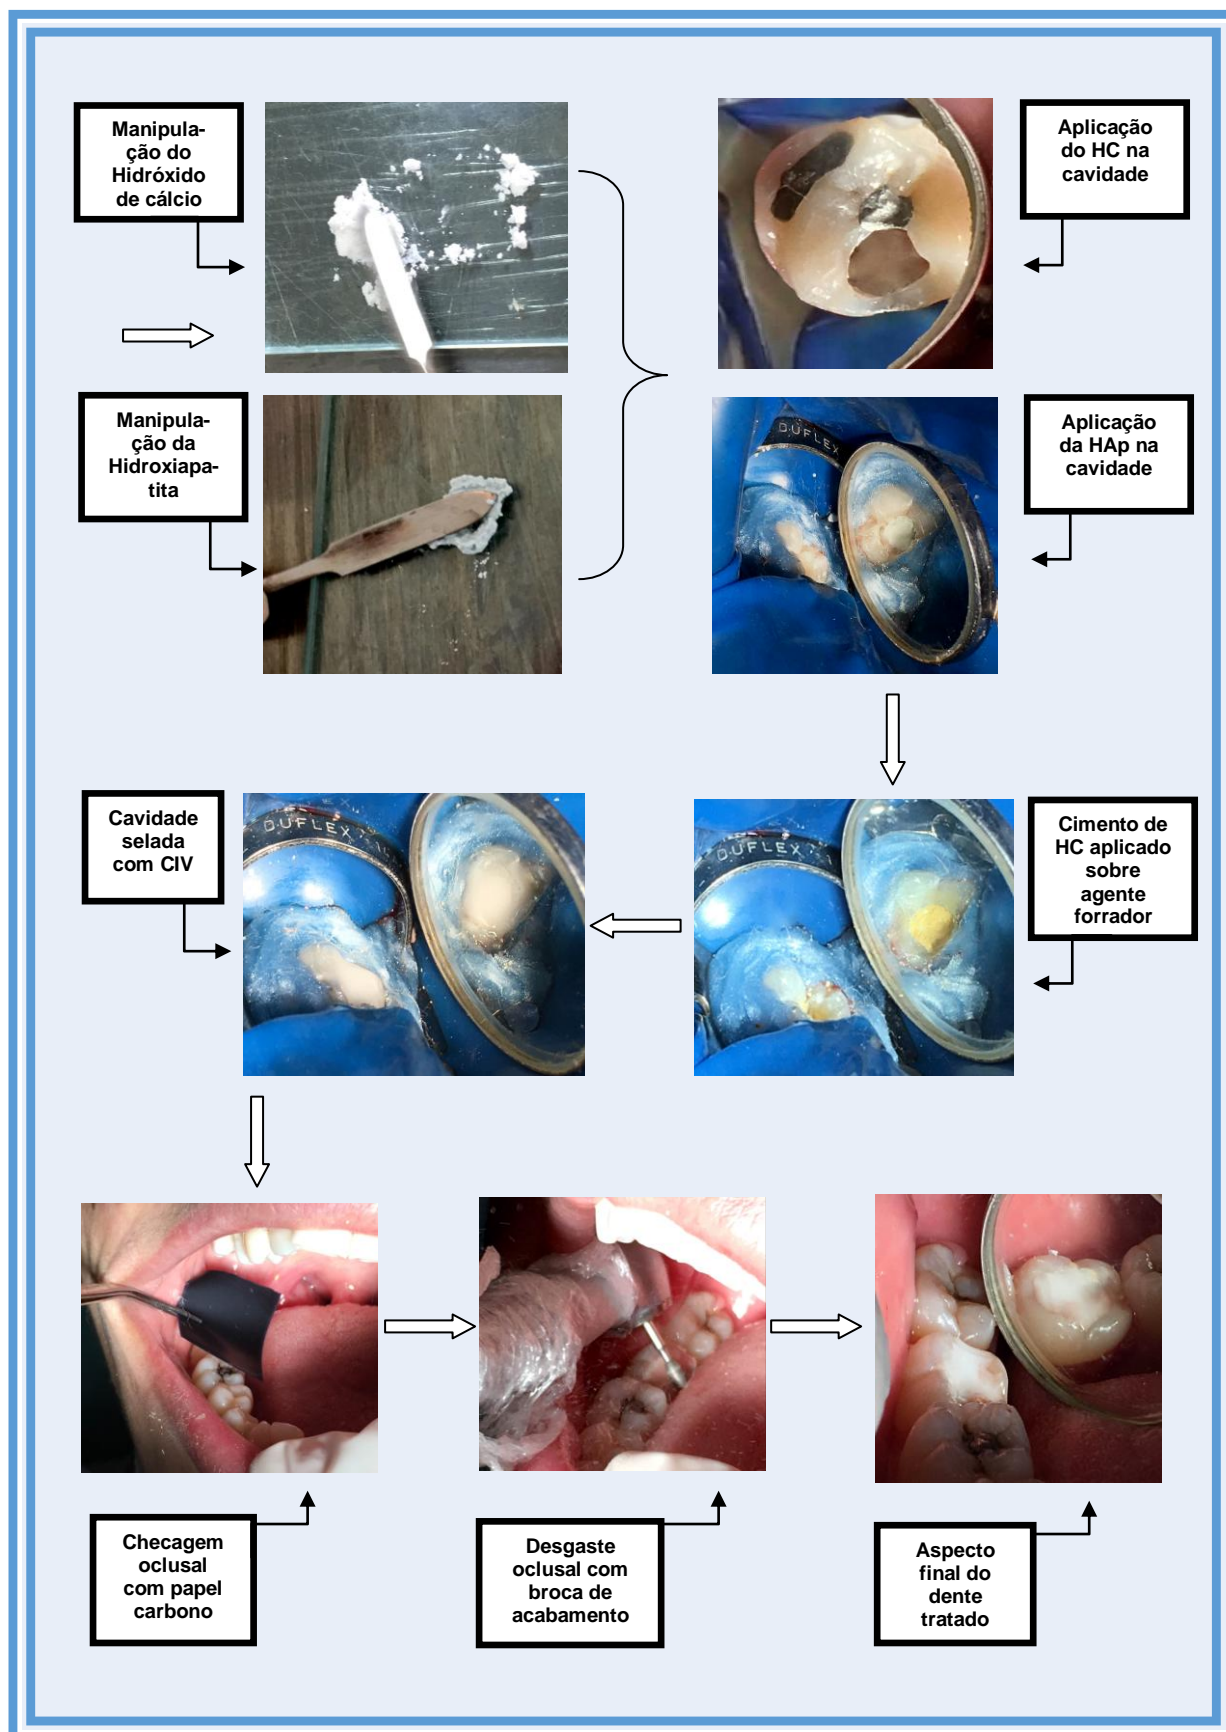 Manipula-
ção do
Hidróxido
de cálcio
Aplicação
do HC na
cavidade
Manipula-
ção da
Hidroxiapa-
tita
DUFLEX
Aplicação
da HAp na
cavidade
Cavidade
selada
com CIV
DUFLEX
DUFLEX
Cimento de
HC aplicado
sobre
agente
forrador
Checagem
oclusal
com papel
carbono
Desgaste
oclusal com
broca de
acabamento
Aspecto
final do
dente
tratado